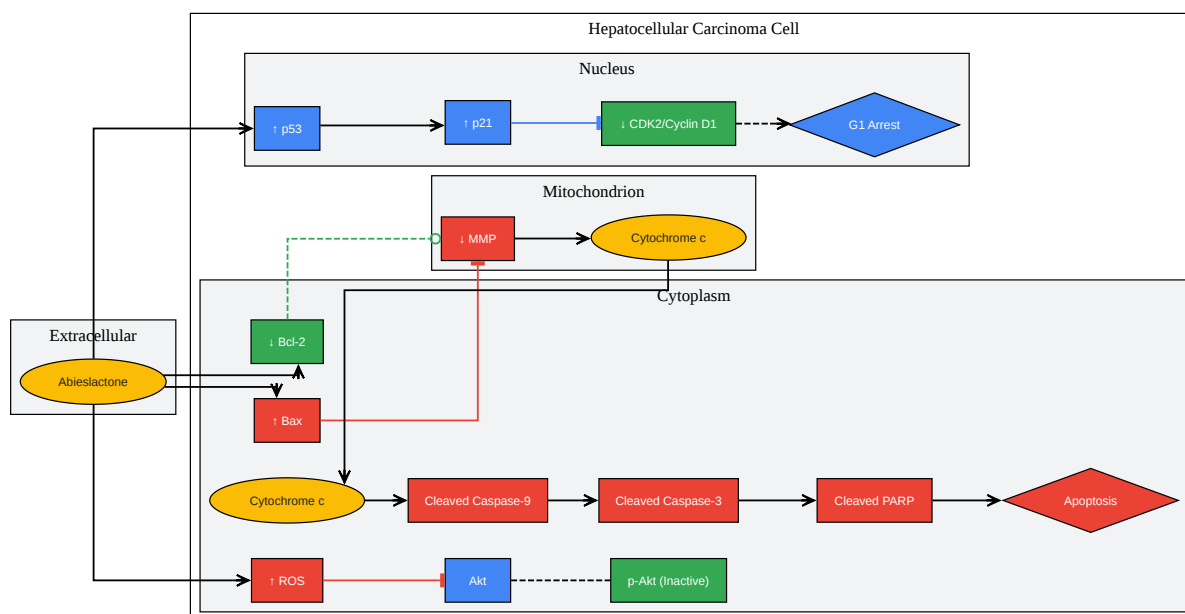 Hepatocellular Carcinoma Cell
Nucleus
↑ p53
↑ p21
↓ CDK2/Cyclin D1
G1 Arrest
Mitochondrion
↓ MMP
Cytochrome c
Cytoplasm
Extracellular
Abieslactone
↓ Bcl-2
↑ Bax
Cytochrome c
Cleaved Caspase-9
Cleaved Caspase-3
Cleaved PARP
Apoptosis
↑ ROS
Akt
p-Akt (Inactive)